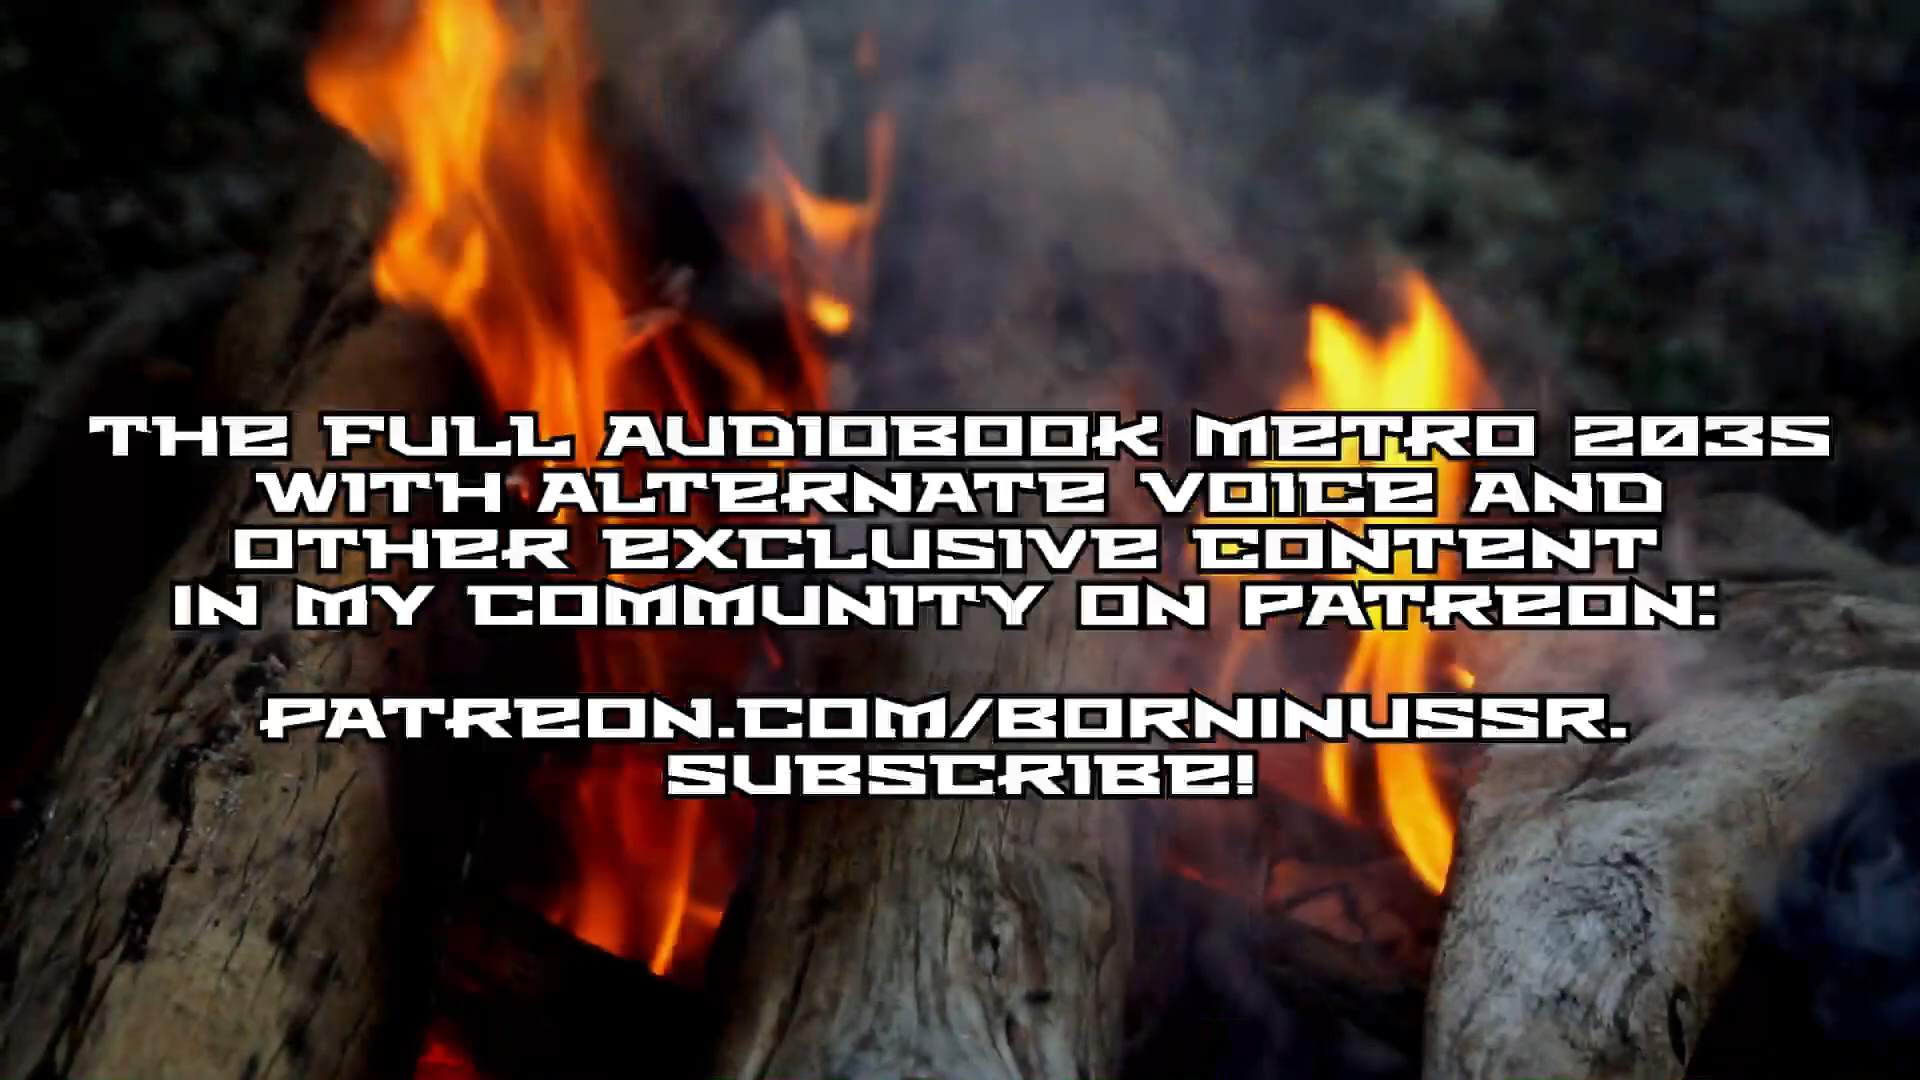 THE FULL AUDIOBOOK METRO 2035
WITH ALTERNATE VOICE AND
OTHER EXCLUSIVE CONTENT
IN MY COMMUNITY ON PATREON:
PATREON.COM/BORNINUSSR.
SUBSCRIBE!